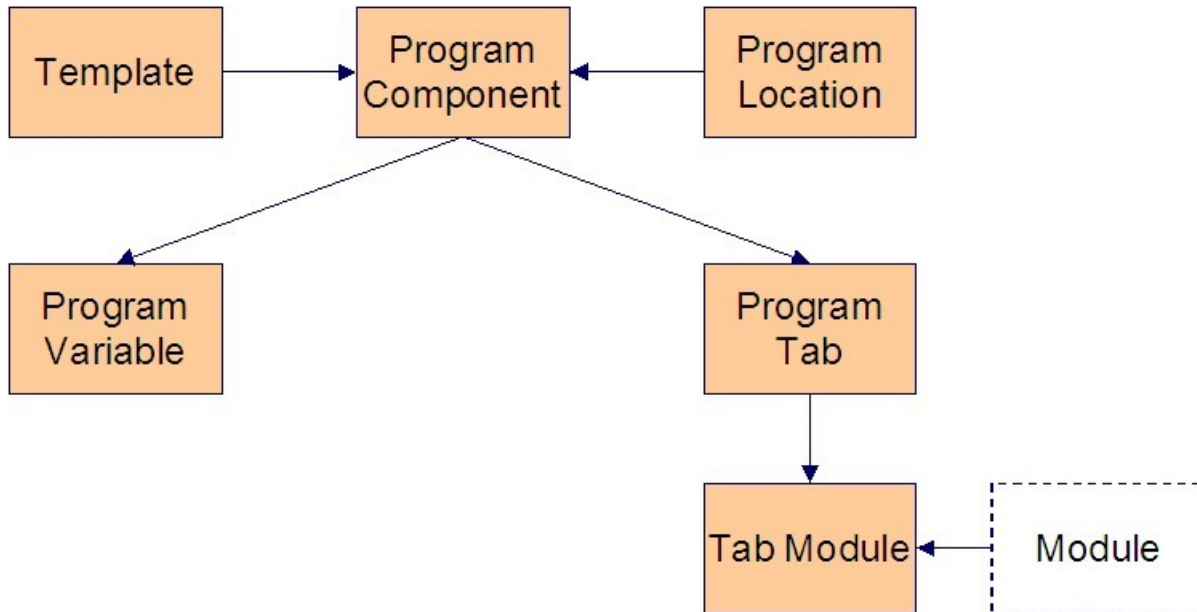 Template
Program
Component
Program
Location
Program
Variable
Program
Tab
Tab Module
Module